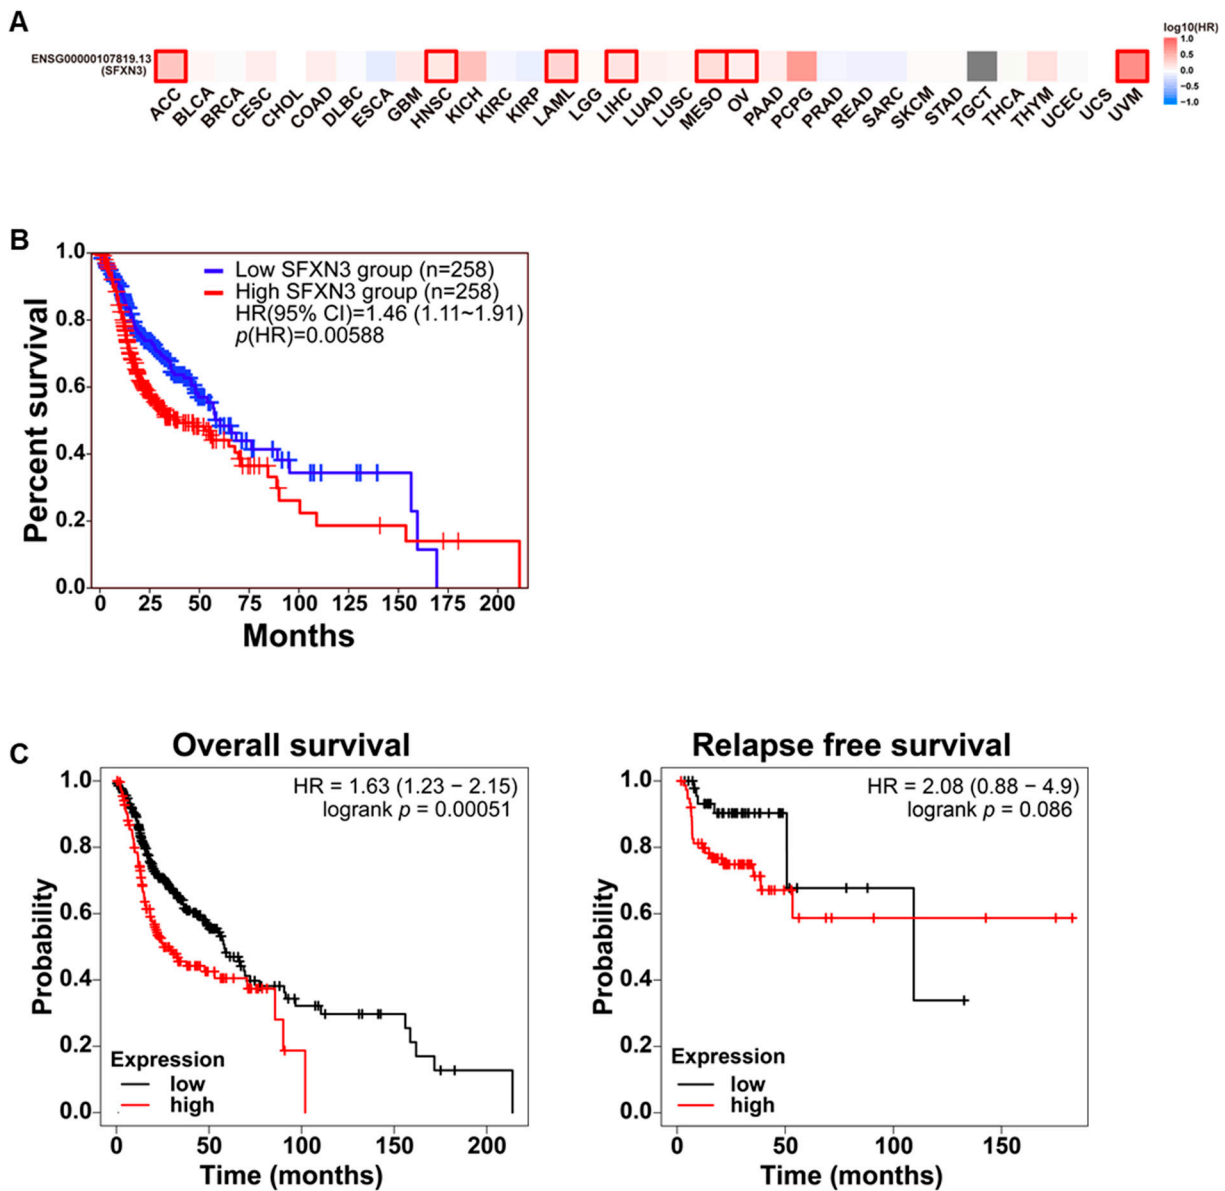 A
ENSG00000107819.13
(SFXN3)
log10(HR)
1.0
0.5
0.0
−0.5
−1.0
ACC
BLCA
BRCA
CESC
CHOL
COAD
DLBC
ESCA
GBM
HNSC
KICH
KIRC
KIRP
LAML
LGG
LIHC
LUAD
LUSC
MESO
OV
PAAD
PCPG
PRAD
READ
SARC
SKCM
STAD
TGCT
THCA
THYM
UCEC
UCS
UVM
B
Percent survival
1.0
0.8
0.6
0.4
0.2
0.0
Low SFXN3 group (n=258)
High SFXN3 group (n=258)
HR(95% CI)=1.46 (1.11~1.91)
p(HR)=0.00588
0 25 50 75 100 125 150 175 200
Months
C
Overall survival
Probability
1.0
0.8
0.6
0.4
0.2
0.0
HR = 1.63 (1.23 − 2.15)
logrank p = 0.00051
Expression
low
high
0 50 100 150 200
Time (months)
Relapse free survival
Probability
1.0
0.8
0.6
0.4
0.2
0.0
HR = 2.08 (0.88 − 4.9)
logrank p = 0.086
Expression
low
high
0 50 100 150
Time (months)